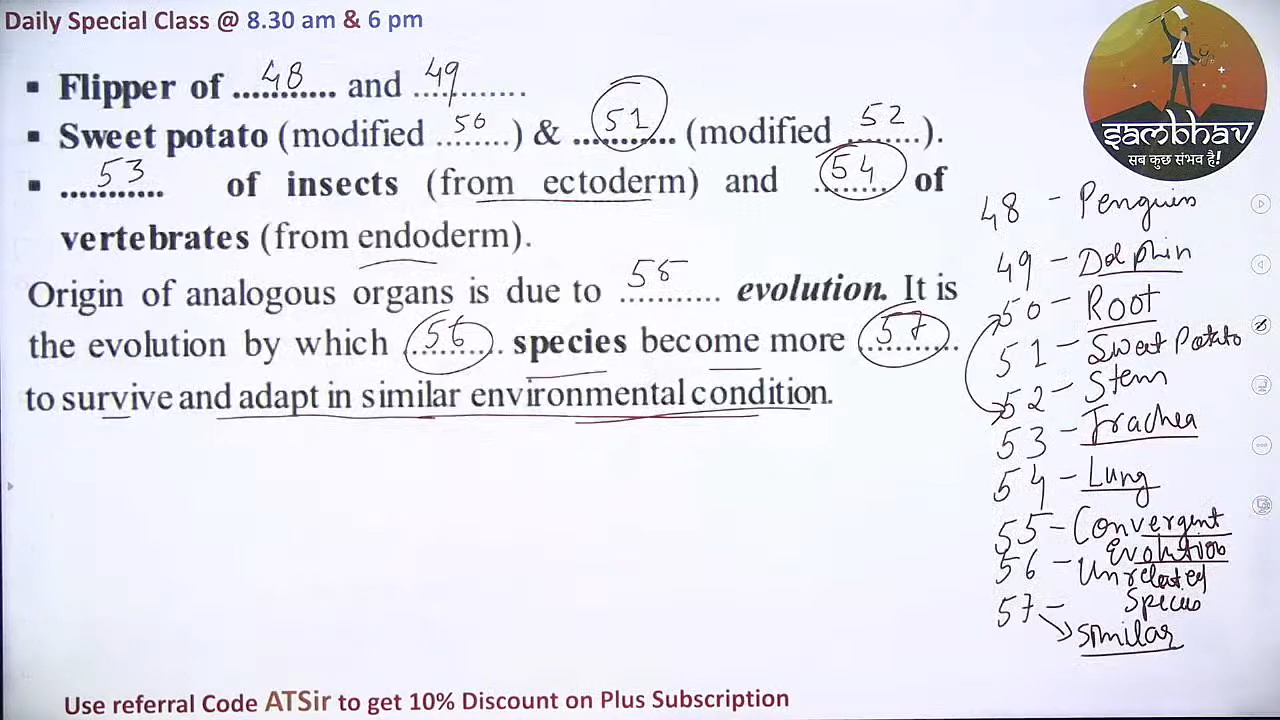 Daily Special Class @ 8.30 am & 6 pm
▪ Flipper of ....48.... and ..49........
▪ Sweet potato (modified ..50....) & ...51.... (modified ..52....).
▪ ....53..... of insects (from ectoderm) and ..54.... of
vertebrates (from endoderm).
Origin of analogous organs is due to ..55....... evolution. It is
the evolution by which ..56.... species become more ..57.....
to survive and adapt in similar environmental condition.
sambhav
सब कुछ संभव है!
48 - Penguins
49 - Dolphin
50 - Root
51 - Sweet Potato
52 - Stem
53 - Trachea
54 - Lung
55 - Convergent
Evolution
56 - Unrelated
Species
57 - similar
Use referral Code ATSir to get 10% Discount on Plus Subscription